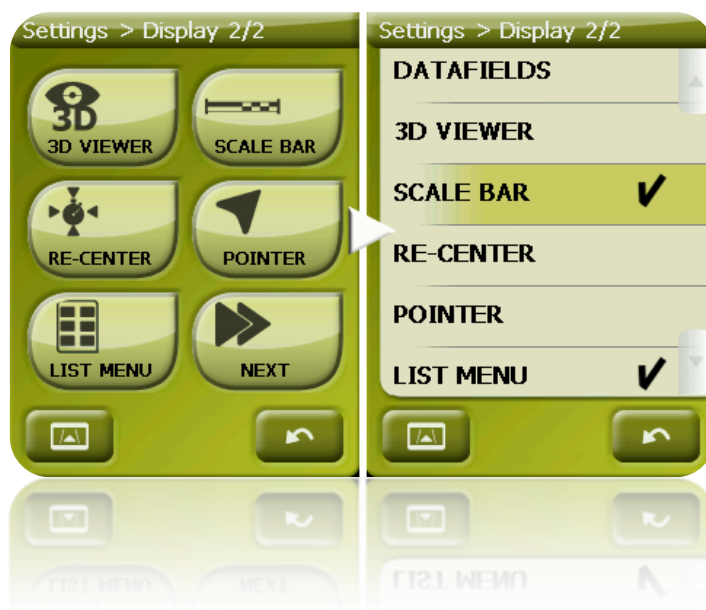 Settings > Display 2/2
3D
3D VIEWER
SCALE BAR
RE-CENTER
POINTER
LIST MENU
NEXT
Settings > Display 2/2
DATAFIELDS
3D VIEWER
SCALE BAR
RE-CENTER
POINTER
LIST MENU